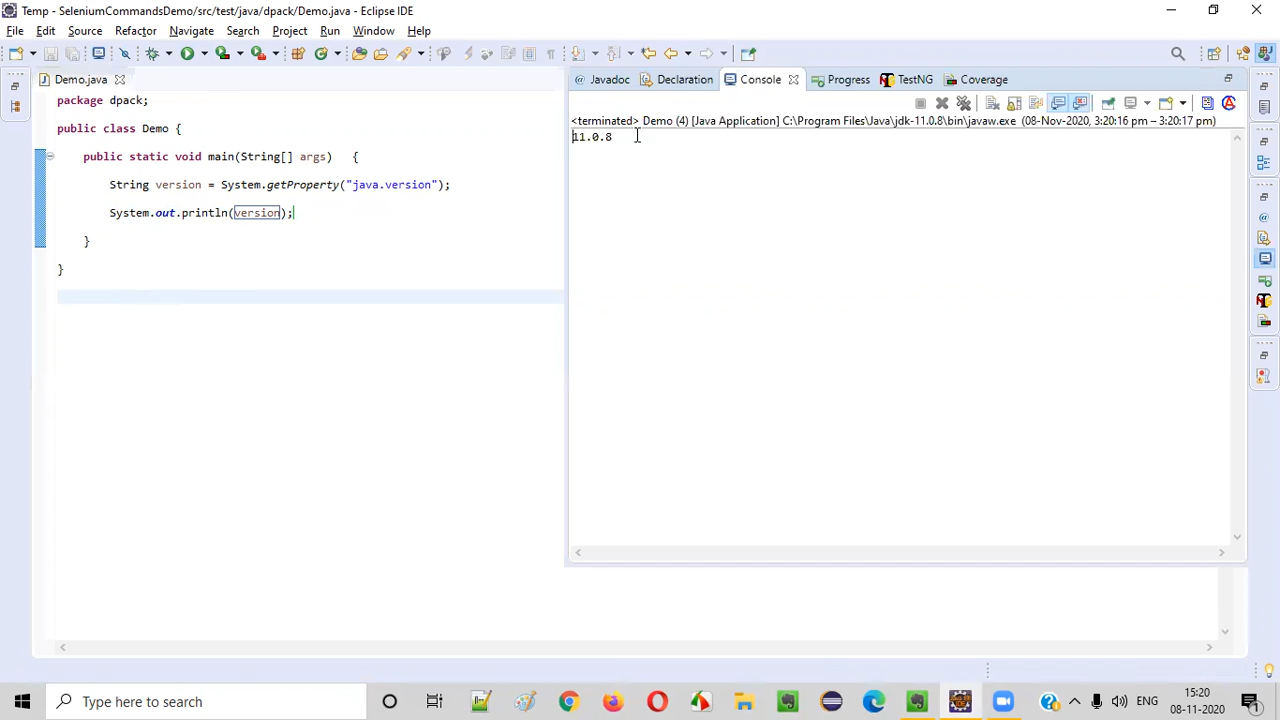 Temp - SeleniumCommandsDemo/src/test/java/dpack/Demo.java - Eclipse IDE
File Edit Source Refactor Navigate Search Project Run Window Help
Demo.java
Javadoc Declaration Console Progress TestNG Coverage
<terminated> Demo (4) [Java Application] C:\Program Files\Java\jdk-11.0.8\bin\javaw.exe (08-Nov-2020, 3:20:16 pm – 3:20:17 pm)
11.0.8
package dpack;
public class Demo {
public static void main(String[] args) {
String version = System.getProperty("java.version");
System.out.println(version);
}
}
Type here to search
ENG
15:20
08-11-2020